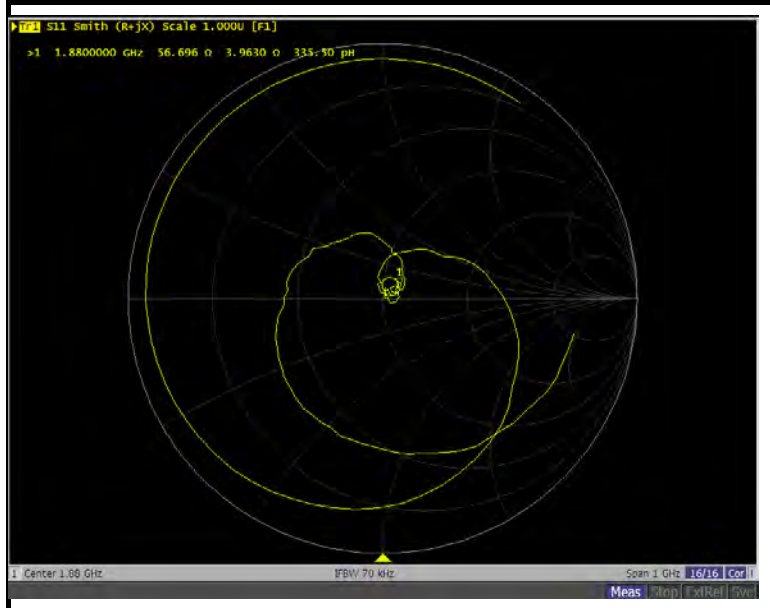 Tr1 S11 Smith (R+jX) Scale 1.000U [F1]
>1 1.8800000 GHz 56.696 Ω 3.9630 Ω 335.50 pH
1
1 Center 1.88 GHz IFBW 70 kHz Span 1 GHz 16/16 Cor !
Meas Stop ExtRef Svc